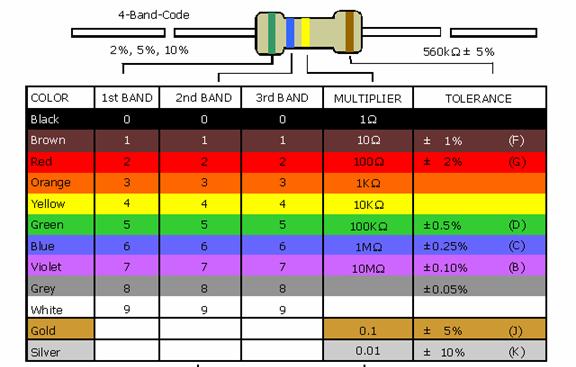 4-Band-Code
2%, 5%, 10%
560kΩ ± 5%
COLOR 1st BAND 2nd BAND 3rd BAND MULTIPLIER TOLERANCE
Black 0 0 0 1Ω
Brown 1 1 1 10Ω ± 1% (F)
Red 2 2 2 100Ω ± 2% (G)
Orange 3 3 3 1KΩ
Yellow 4 4 4 10KΩ
Green 5 5 5 100KΩ ±0.5% (D)
Blue 6 6 6 1MΩ ±0.25% (C)
Violet 7 7 7 10MΩ ±0.10% (B)
Grey 8 8 8 ±0.05%
White 9 9 9
Gold 0.1 ± 5% (J)
Silver 0.01 ± 10% (K)